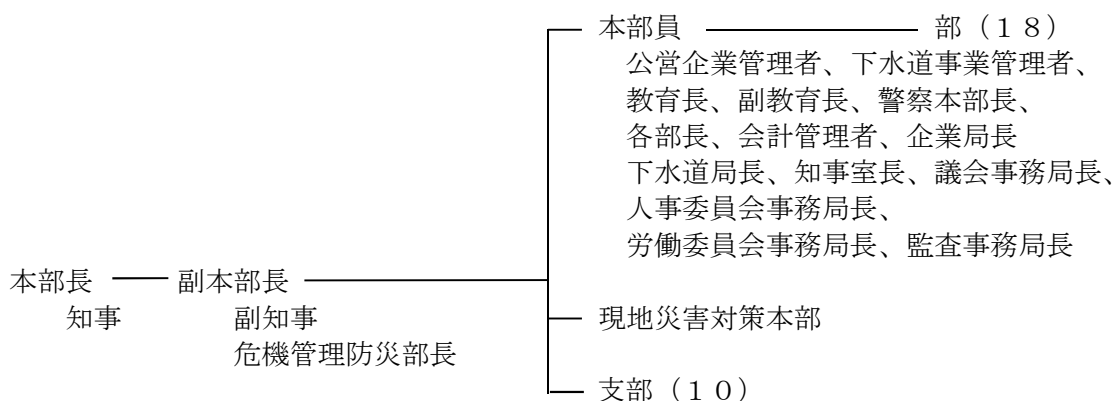 本部員 部（１８）
公営企業管理者、下水道事業管理者、
教育長、副教育長、警察本部長、
各部長、会計管理者、企業局長
下水道局長、知事室長、議会事務局長、
人事委員会事務局長、
労働委員会事務局長、監査事務局長
本部長 副本部長
知事 副知事
危機管理防災部長
現地災害対策本部
支部（１０）